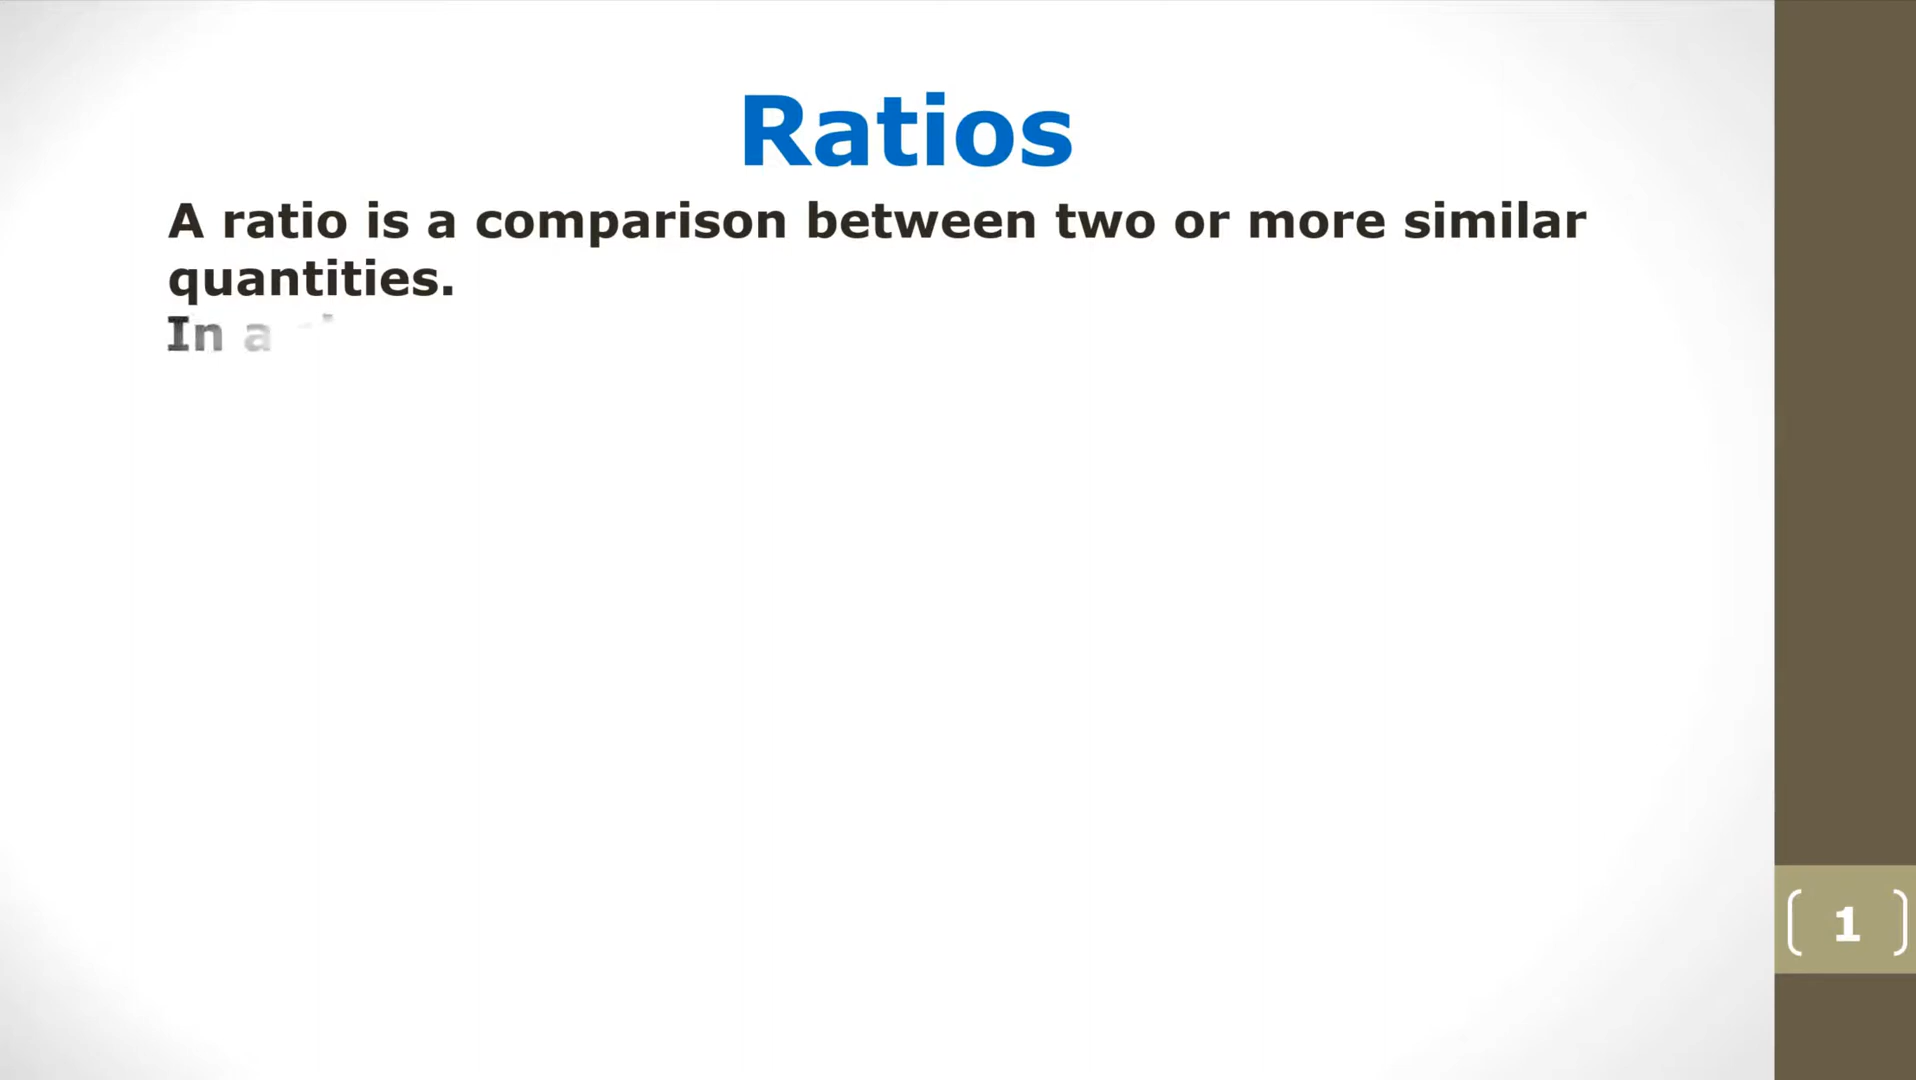 Ratios
A ratio is a comparison between two or more similar
quantities.
In a
1